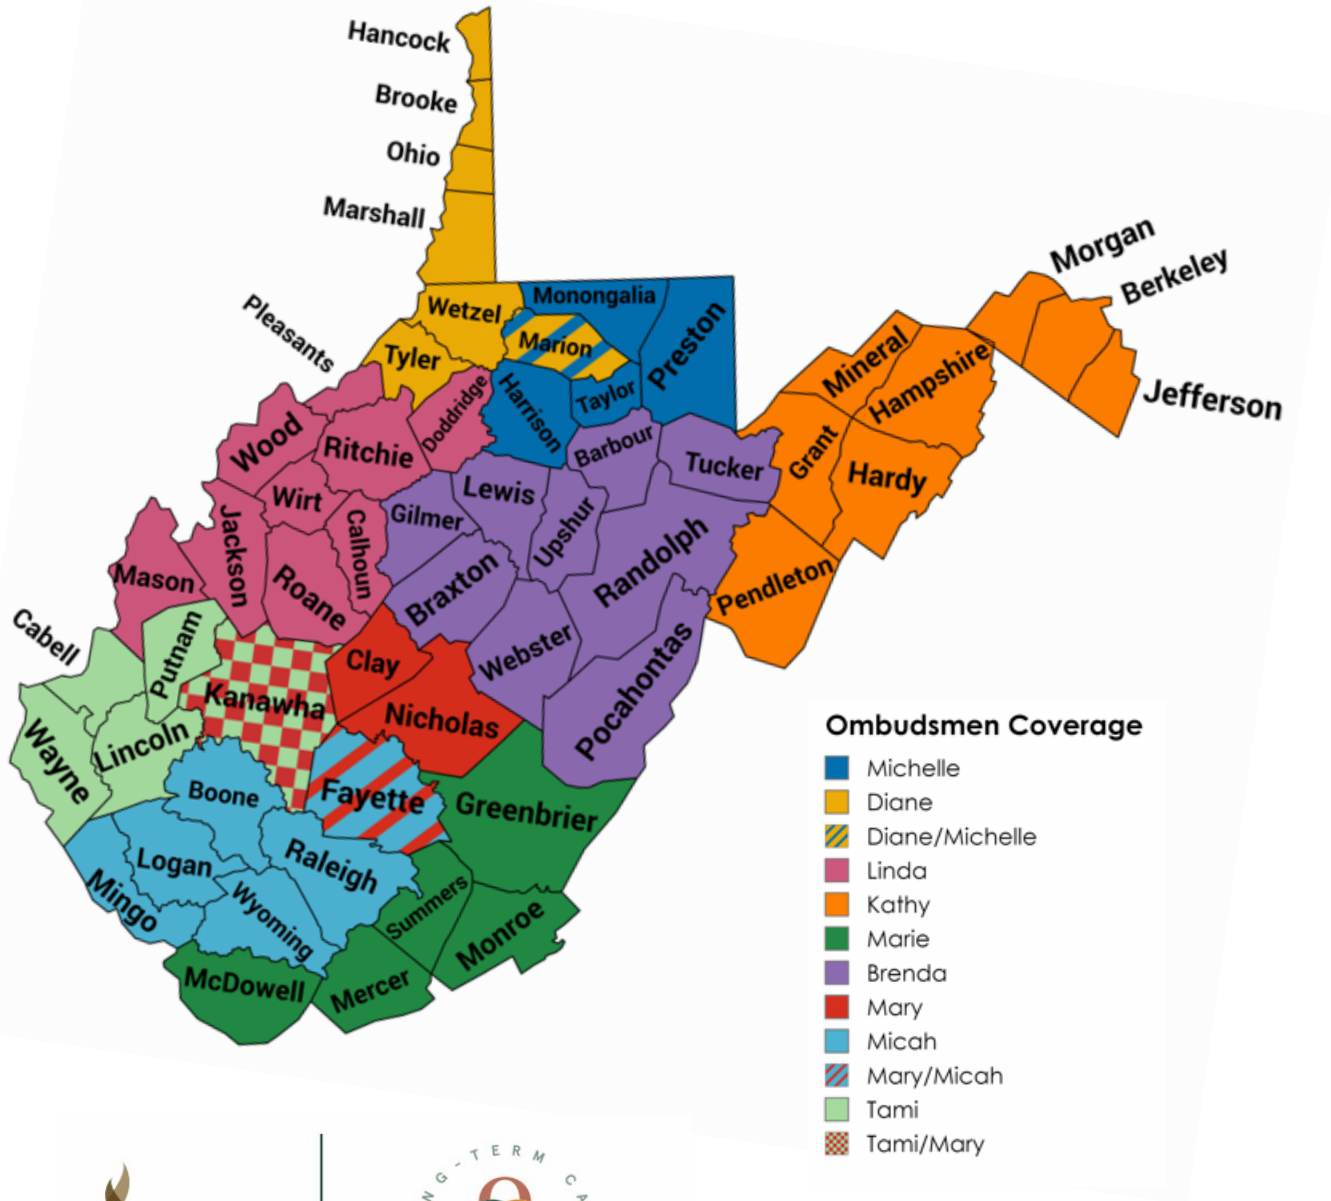 Hancock
Brooke
Ohio
Marshall
Morgan
Berkeley
Jefferson
Pleasants
Wetzel
Monongalia
Preston
Tyler
Marion
Mineral
Hampshire
Doddridge
Harrison
Taylor
Wood
Ritchie
Barbour
Tucker
Grant
Hardy
Wirt
Lewis
Gilmer
Upshur
Calhoun
Jackson
Mason
Roane
Braxton
Randolph
Pendleton
Cabell
Putnam
Clay
Webster
Pocahontas
Kanawha
Nicholas
Wayne
Lincoln
Boone
Fayette
Greenbrier
Logan
Raleigh
Mingo
Wyoming
Summers
Monroe
McDowell
Mercer
Ombudsmen Coverage
Michelle
Diane
Diane/Michelle
Linda
Kathy
Marie
Brenda
Mary
Micah
Mary/Micah
Tami
Tami/Mary
NG-TERM CA